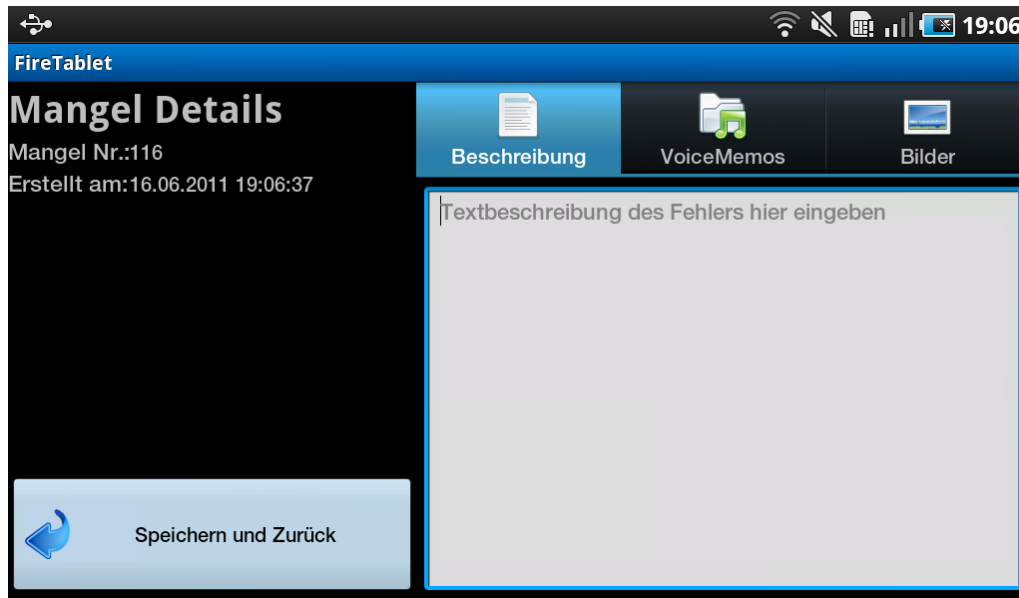 19:06
FireTablet
Mangel Details
Mangel Nr.:116
Erstellt am:16.06.2011 19:06:37
Beschreibung
VoiceMemos
Bilder
Textbeschreibung des Fehlers hier eingeben
Speichern und Zurück